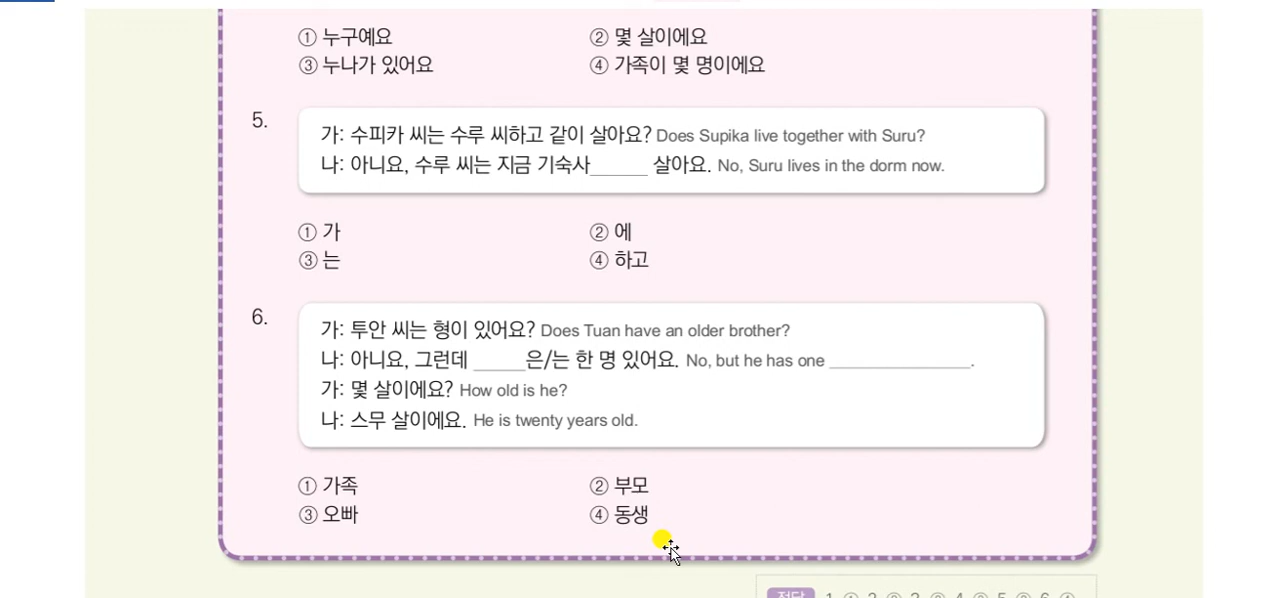 ① 누구예요 ② 몇 살이에요
③ 누나가 있어요 ④ 가족이 몇 명이에요
5.
가: 수피카 씨는 수루 씨하고 같이 살아요? Does Supika live together with Suru?
나: 아니요, 수루 씨는 지금 기숙사______ 살아요. No, Suru lives in the dorm now.
① 가 ② 에
③ 는 ④ 하고
6.
가: 투안 씨는 형이 있어요? Does Tuan have an older brother?
나: 아니요, 그런데 _____은/는 한 명 있어요. No, but he has one ______________.
가: 몇 살이에요? How old is he?
나: 스무 살이에요. He is twenty years old.
① 가족 ② 부모
③ 오빠 ④ 동생
정답